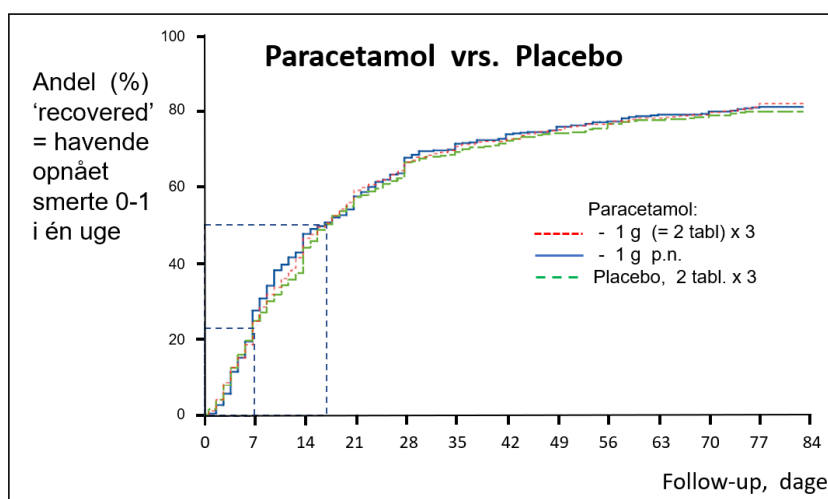 Paracetamol vrs. Placebo
Andel (%)
'recovered'
= havende
opnået
smerte 0-1
i én uge
100
80
60
40
20
0
Paracetamol:
- 1 g (= 2 tabl) x 3
- 1 g p.n.
Placebo, 2 tabl. x 3
0 7 14 21 28 35 42 49 56 63 70 77 84
Follow-up, dage